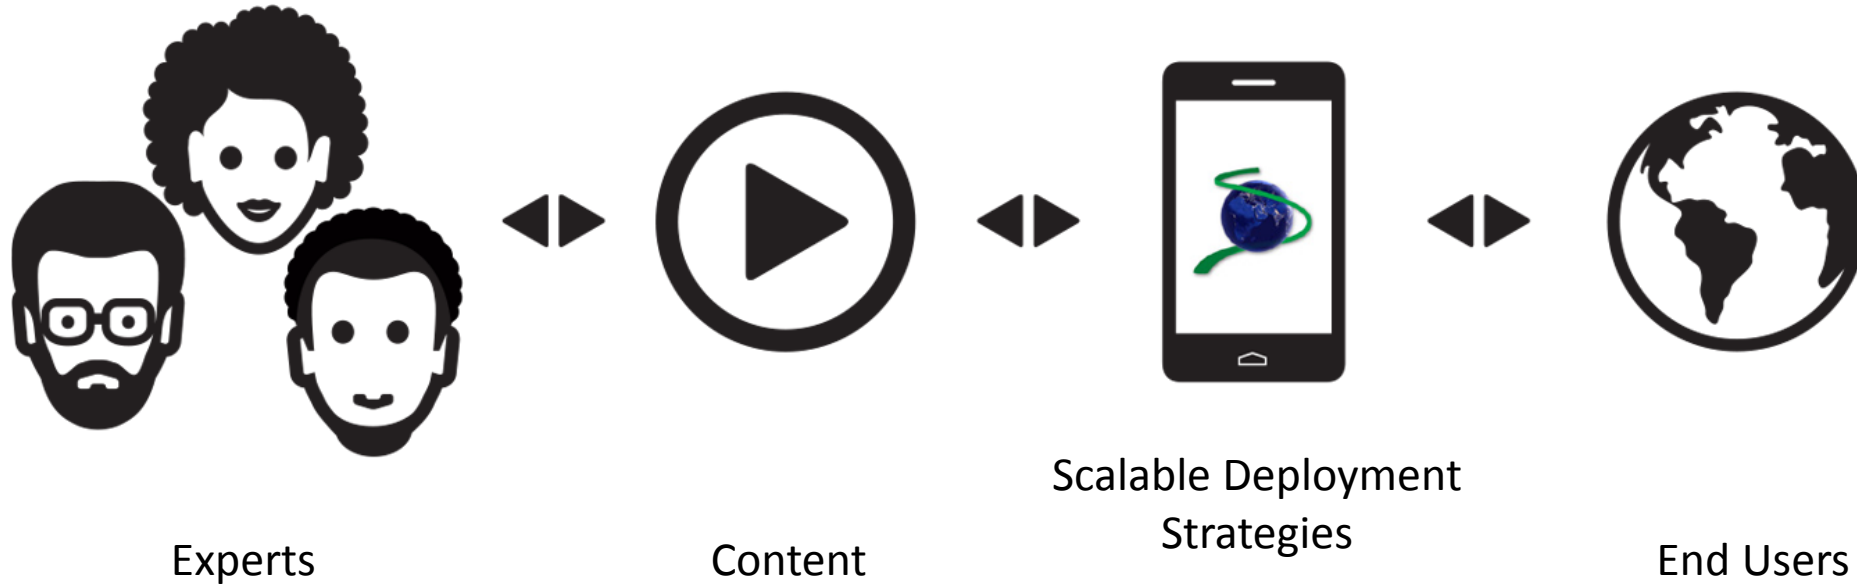 Scalable Deployment
Strategies
Experts
Content
End Users